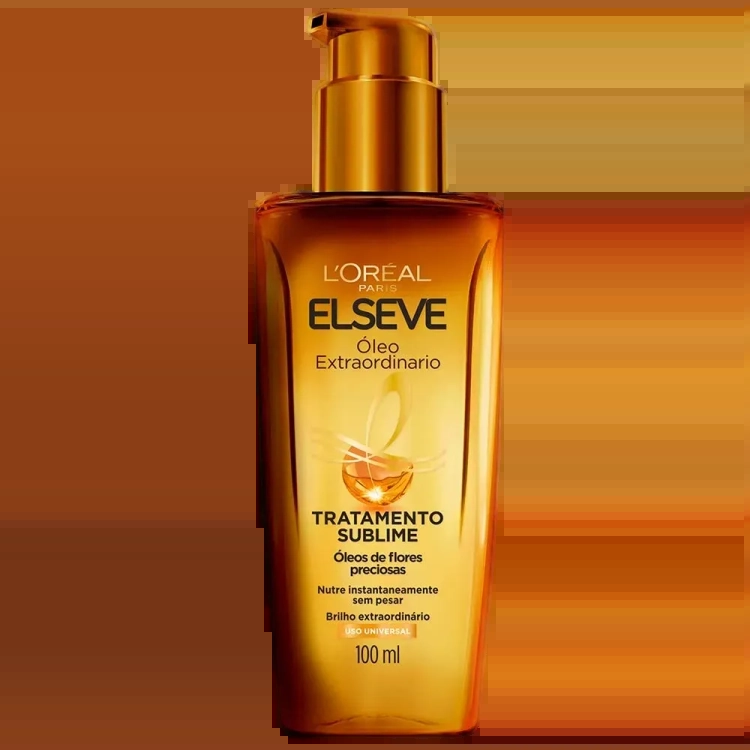 L'ORÉAL
PARIS
ELSEVE
Óleo
Extraordinario
TRATAMENTO
SUBLIME
Óleos de flores
preciosas
Nutre instantaneamente
sem pesar
Brilho extraordinário
USO UNIVERSAL
100 ml